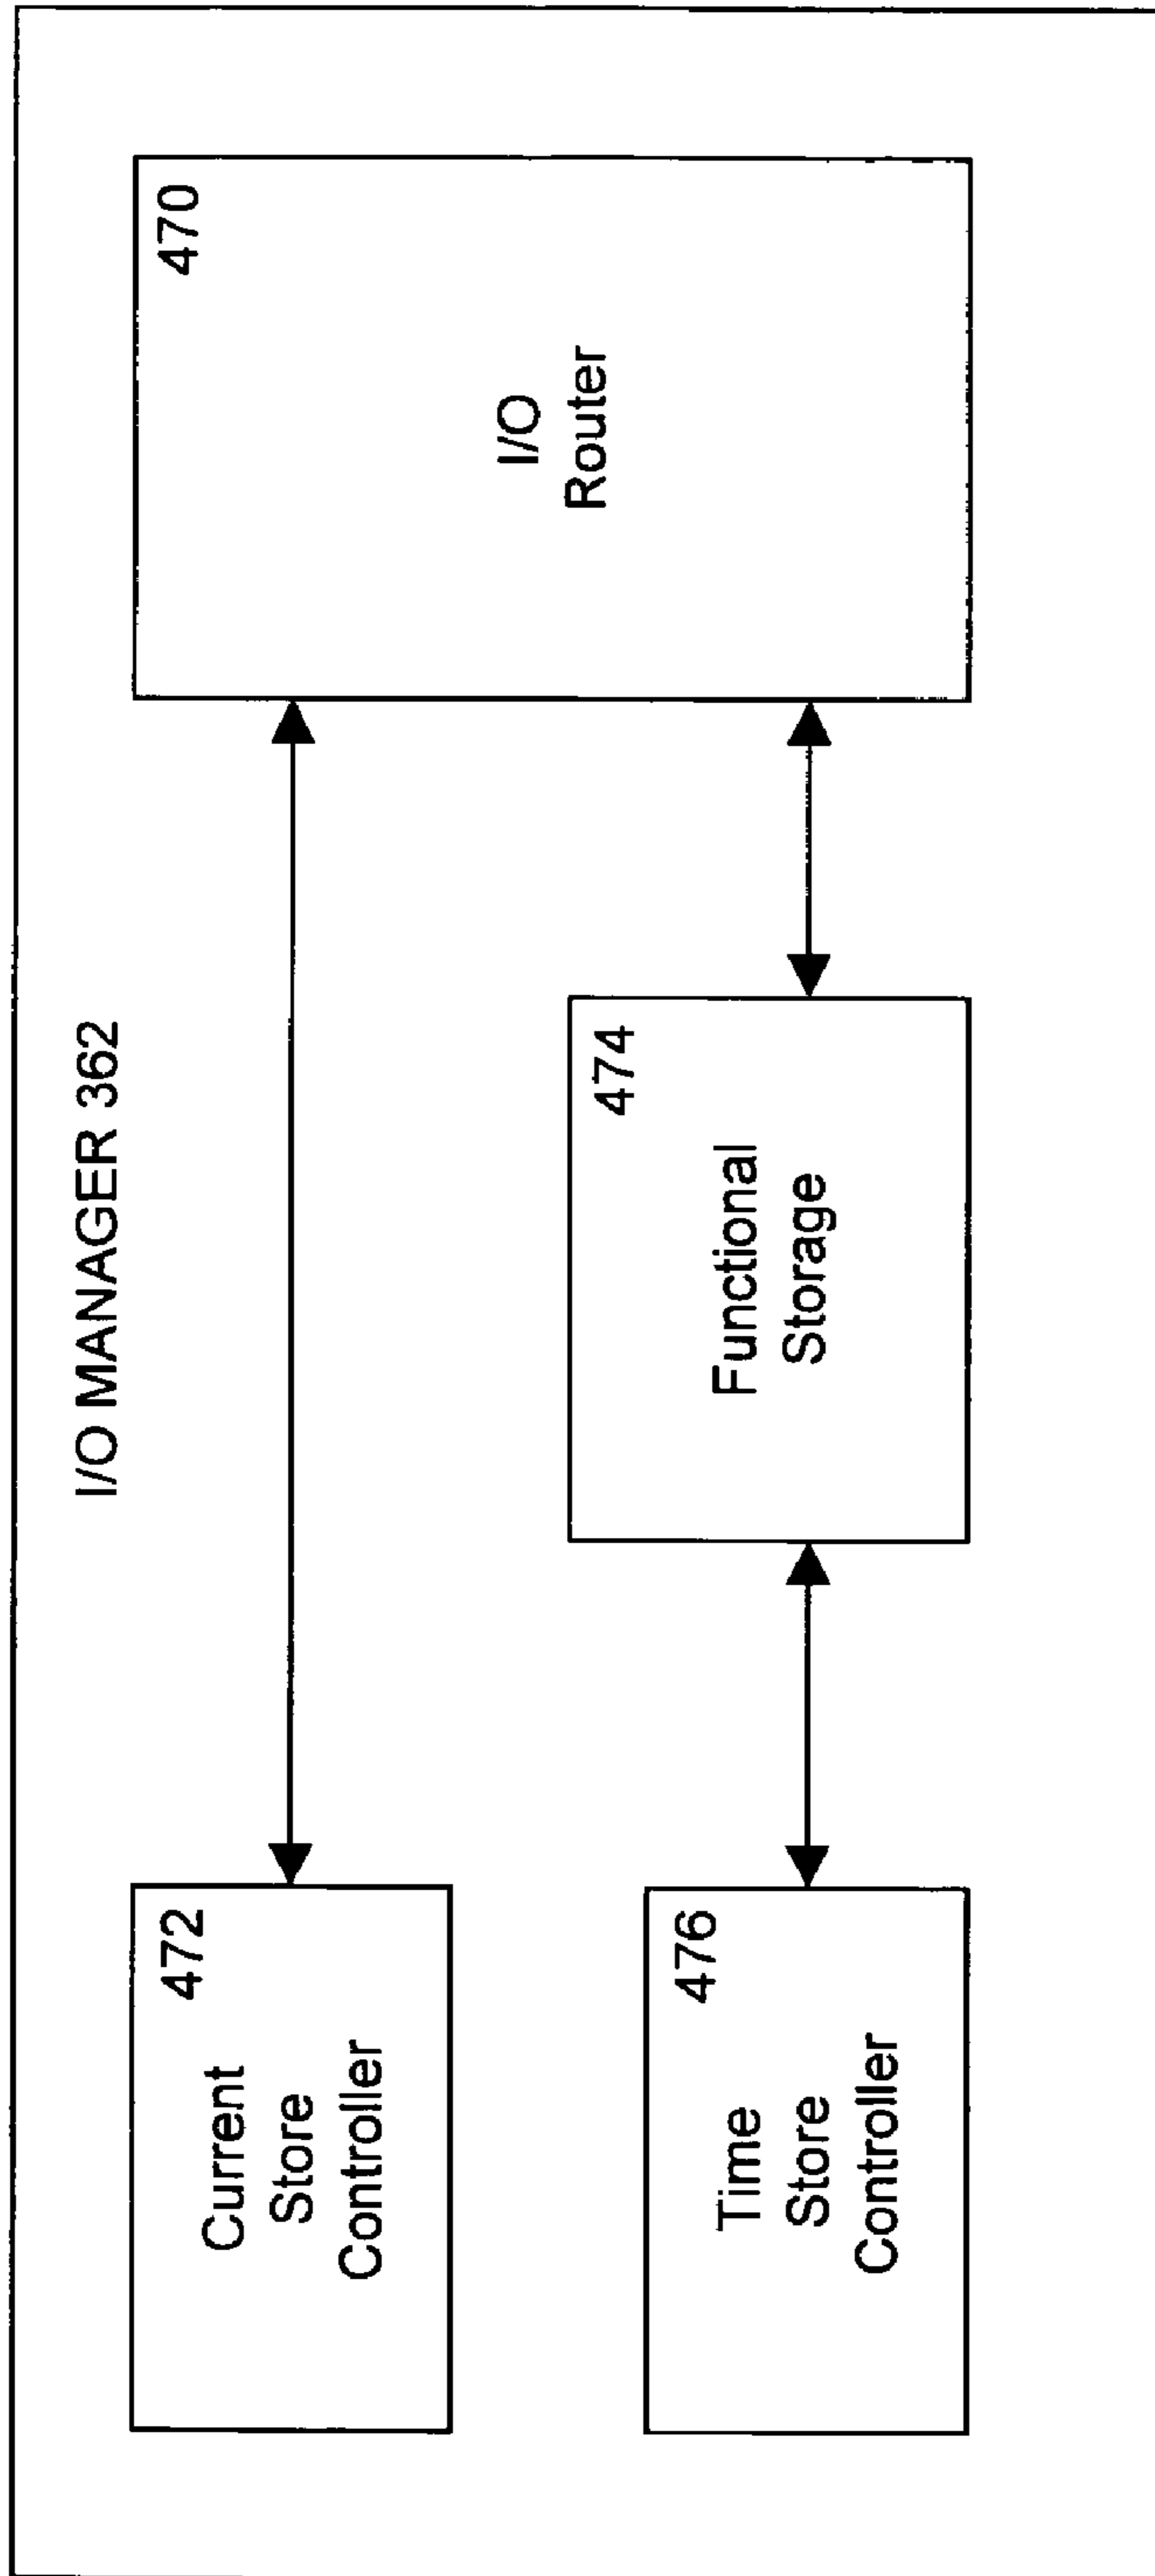 I/O MANAGER 362
472
Current
Store
Controller
470
I/O
Router
476
Time
Store
Controller
474
Functional
Storage